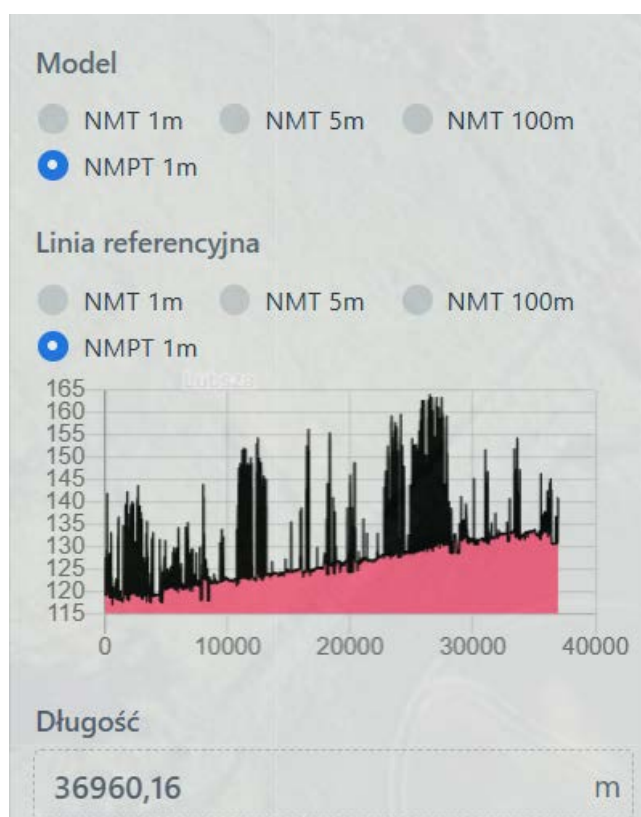 Model
NMT 1m NMT 5m NMT 100m
NMPT 1m
Linia referencyjna
NMT 1m NMT 5m NMT 100m
NMPT 1m
Lubsza
165
160
155
150
145
140
135
130
125
120
115
0 10000 20000 30000 40000
Długość
36960,16 m